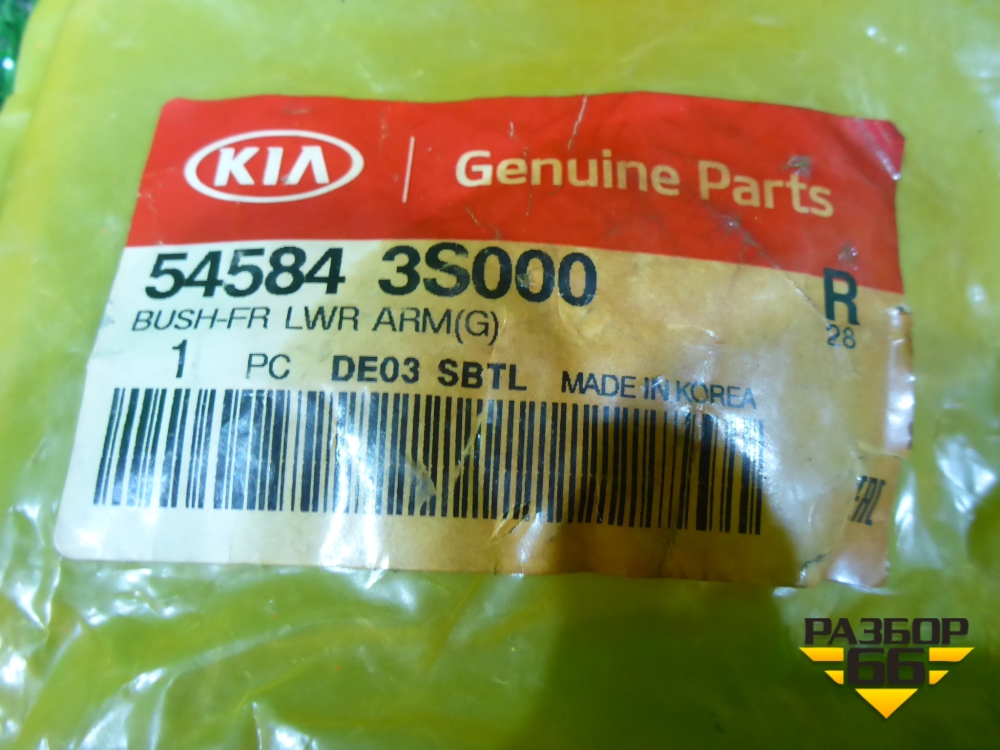 KIA Genuine Parts
54584 3S000 R
BUSH-FR LWR ARM(G) 28
1 PC DE03 SBTL MADE IN KOREA
EAC
РАЗБОР
66